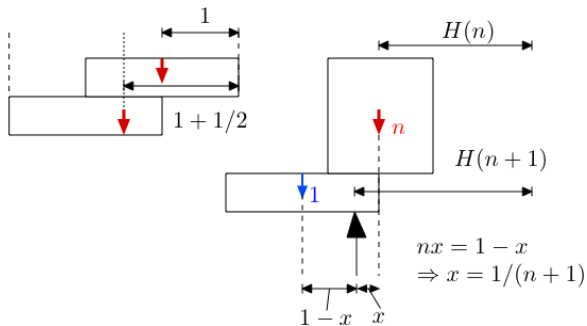 1
1 + 1/2
H(n)
n
H(n + 1)
1
nx = 1 − x
⇒ x = 1/(n + 1)
1 − x
x